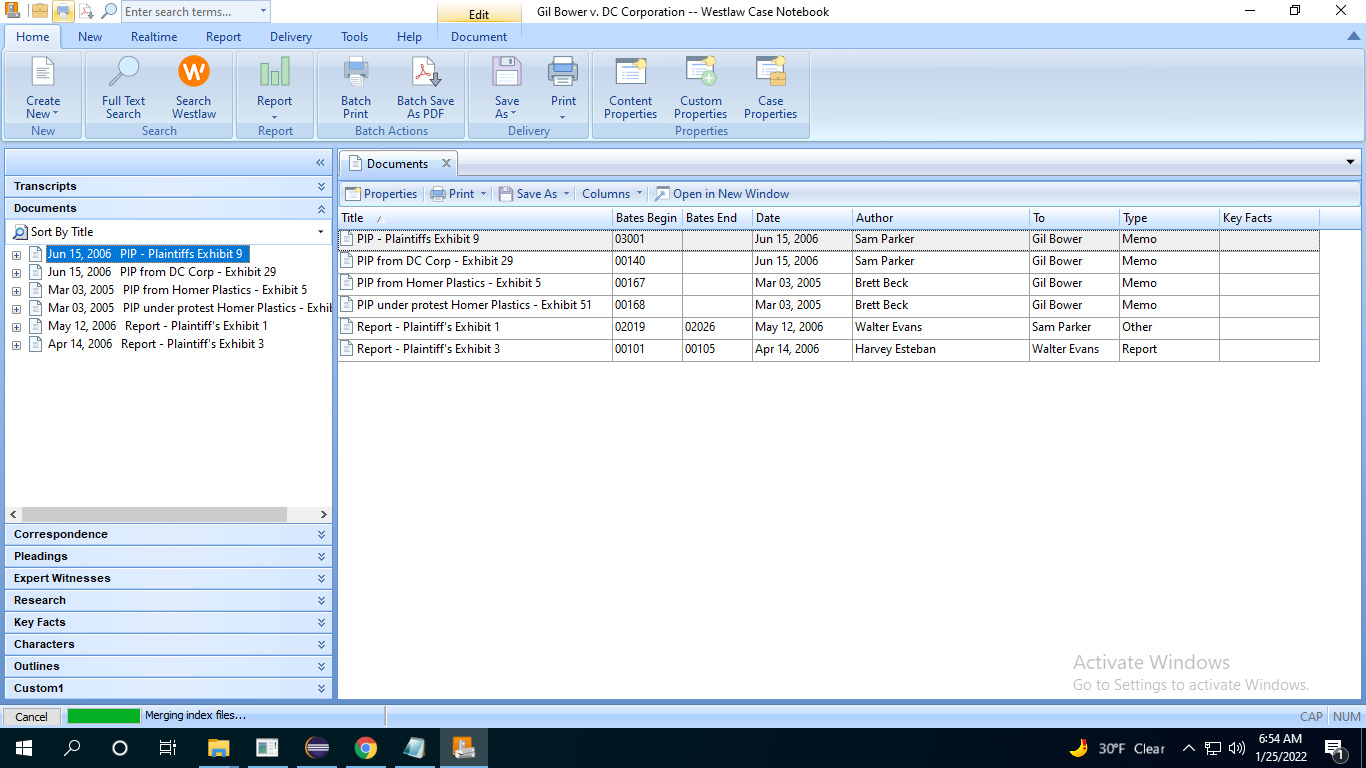 Enter search terms...
Edit
Gil Bower v. DC Corporation -- Westlaw Case Notebook
Home New Realtime Report Delivery Tools Help Document
Create New
Full Text Search
Search Westlaw
Report
Batch Print
Batch Save As PDF
Save As
Print
Content Properties
Custom Properties
Case Properties
New Search Report Batch Actions Delivery Properties
Transcripts
Documents
Sort By Title
Jun 15, 2006 PIP - Plaintiffs Exhibit 9
Jun 15, 2006 PIP from DC Corp - Exhibit 29
Mar 03, 2005 PIP from Homer Plastics - Exhibit 5
Mar 03, 2005 PIP under protest Homer Plastics - Exhib
May 12, 2006 Report - Plaintiff's Exhibit 1
Apr 14, 2006 Report - Plaintiff's Exhibit 3
Correspondence
Pleadings
Expert Witnesses
Research
Key Facts
Characters
Outlines
Custom1
Documents
Properties Print Save As Columns Open in New Window
Title Bates Begin Bates End Date Author To Type Key Facts
PIP - Plaintiffs Exhibit 9 03001 Jun 15, 2006 Sam Parker Gil Bower Memo
PIP from DC Corp - Exhibit 29 00140 Jun 15, 2006 Sam Parker Gil Bower Memo
PIP from Homer Plastics - Exhibit 5 00167 Mar 03, 2005 Brett Beck Gil Bower Memo
PIP under protest Homer Plastics - Exhibit 51 00168 Mar 03, 2005 Brett Beck Gil Bower Memo
Report - Plaintiff's Exhibit 1 02019 02026 May 12, 2006 Walter Evans Sam Parker Other
Report - Plaintiff's Exhibit 3 00101 00105 Apr 14, 2006 Harvey Esteban Walter Evans Report
Activate Windows
Go to Settings to activate Windows.
Cancel Merging index files... CAP NUM
30°F Clear
6:54 AM
1/25/2022
1